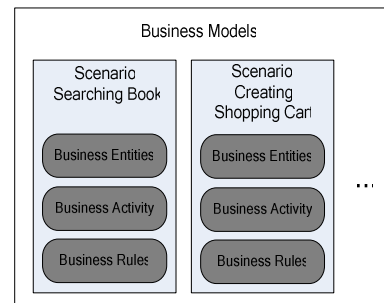 Business Models
Scenario
Searching Book
Business Entities
Business Activity
Business Rules
Scenario
Creating
Shopping Cart
Business Entities
Business Activity
Business Rules
...